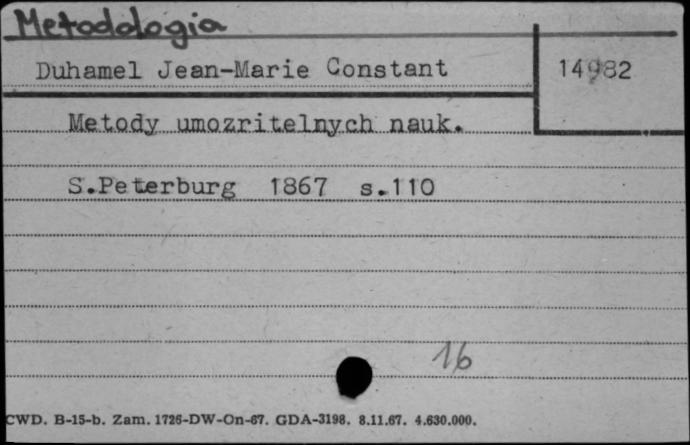 Metodologia
Duhamel Jean-Marie Constant 14982
Metody umozritelnych nauk.
S.Peterburg 1867 s.110
16
CWD. B-15-b. Zam. 1726-DW-On-67. GDA-3198. 8.11.67. 4.630.000.